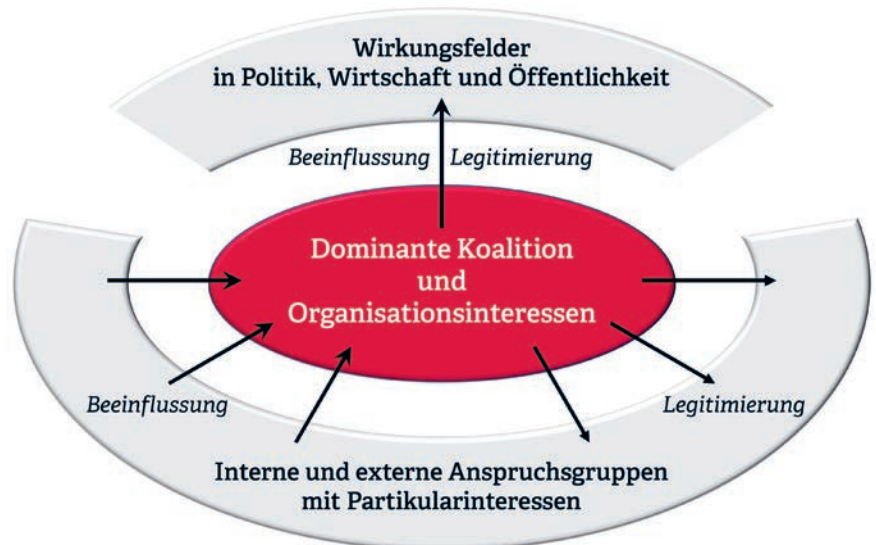 Wirkungsfelder
in Politik, Wirtschaft und Öffentlichkeit
Beeinflussung Legitimierung
Dominante Koalition
und
Organisationsinteressen
Beeinflussung
Legitimierung
Interne und externe Anspruchsgruppen
mit Partikularinteressen